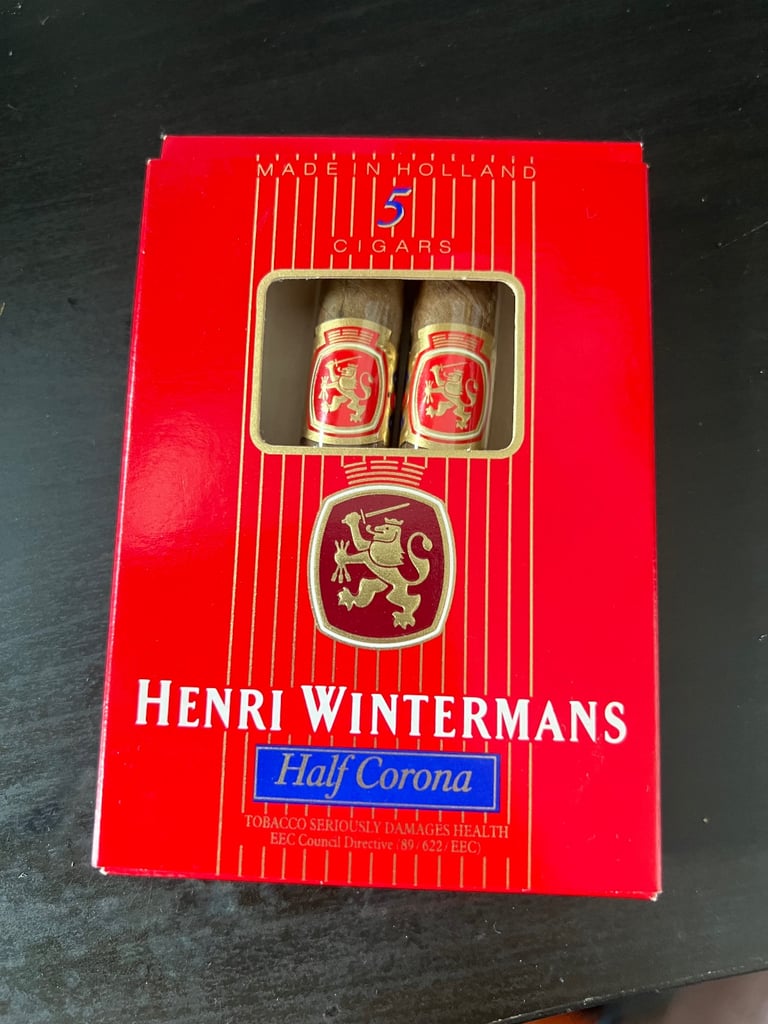 MADE IN HOLLAND
5
CIGARS
HENRI WINTERMANS
Half Corona
TOBACCO SERIOUSLY DAMAGES HEALTH
EEC Council Directive (89/622/EEC)